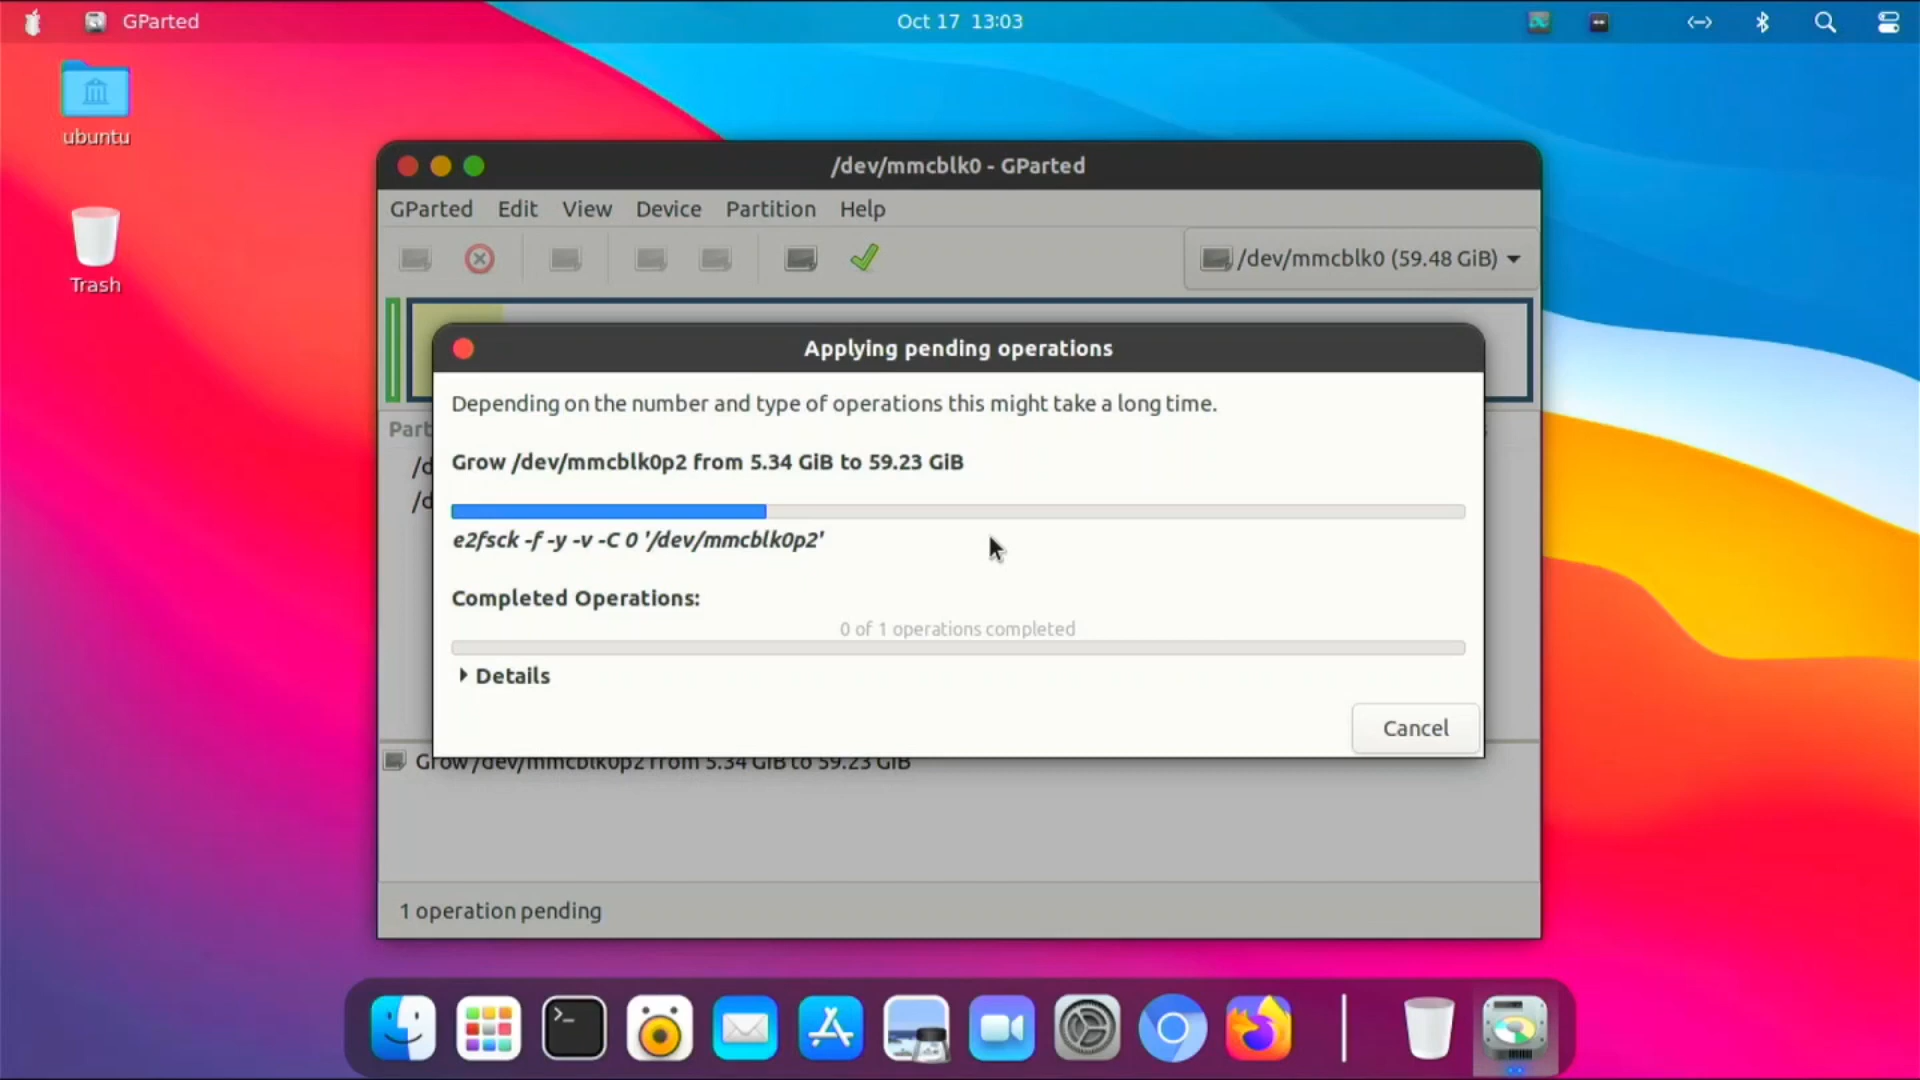 GParted
Oct 17 13:03
ubuntu
Trash
/dev/mmcblk0 - GParted
GParted Edit View Device Partition Help
/dev/mmcblk0 (59.48 GiB)
Applying pending operations
Depending on the number and type of operations this might take a long time.
Part
Grow /dev/mmcblk0p2 from 5.34 GiB to 59.23 GiB
/d
/d
e2fsck -f -y -v -C 0 '/dev/mmcblk0p2'
Completed Operations:
0 of 1 operations completed
Details
Cancel
Grow /dev/mmcblk0p2 from 5.34 GiB to 59.23 GiB
1 operation pending
>_